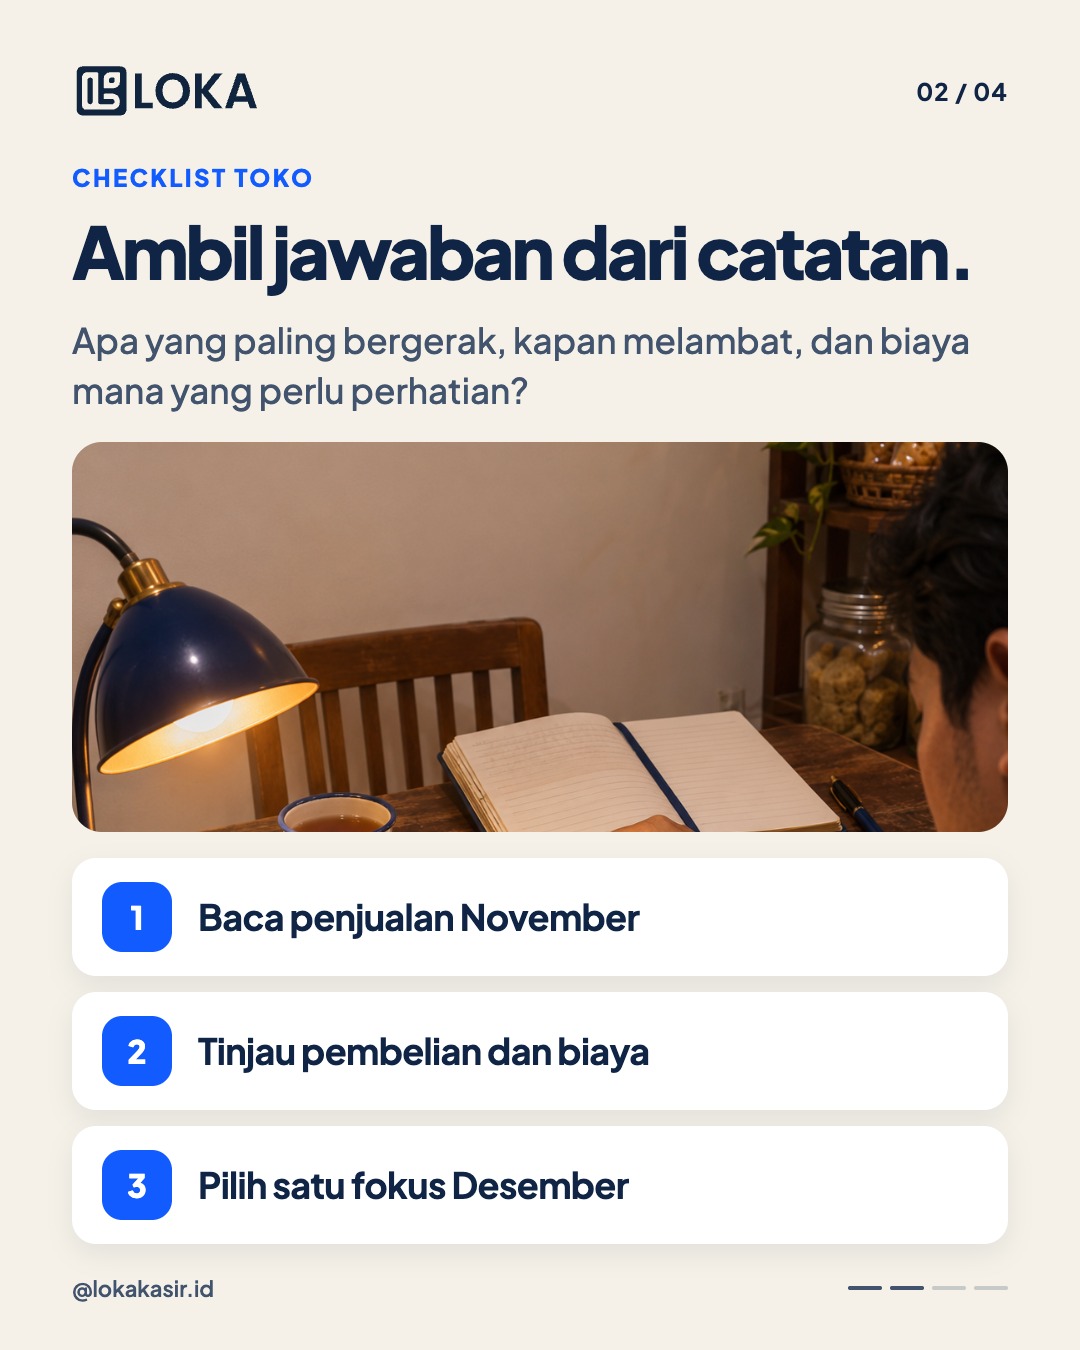 LOKA
02 / 04
CHECKLIST TOKO
Ambil jawaban dari catatan.
Apa yang paling bergerak, kapan melambat, dan biaya
mana yang perlu perhatian?
1 Baca penjualan November
2 Tinjau pembelian dan biaya
3 Pilih satu fokus Desember
@lokakasir.id